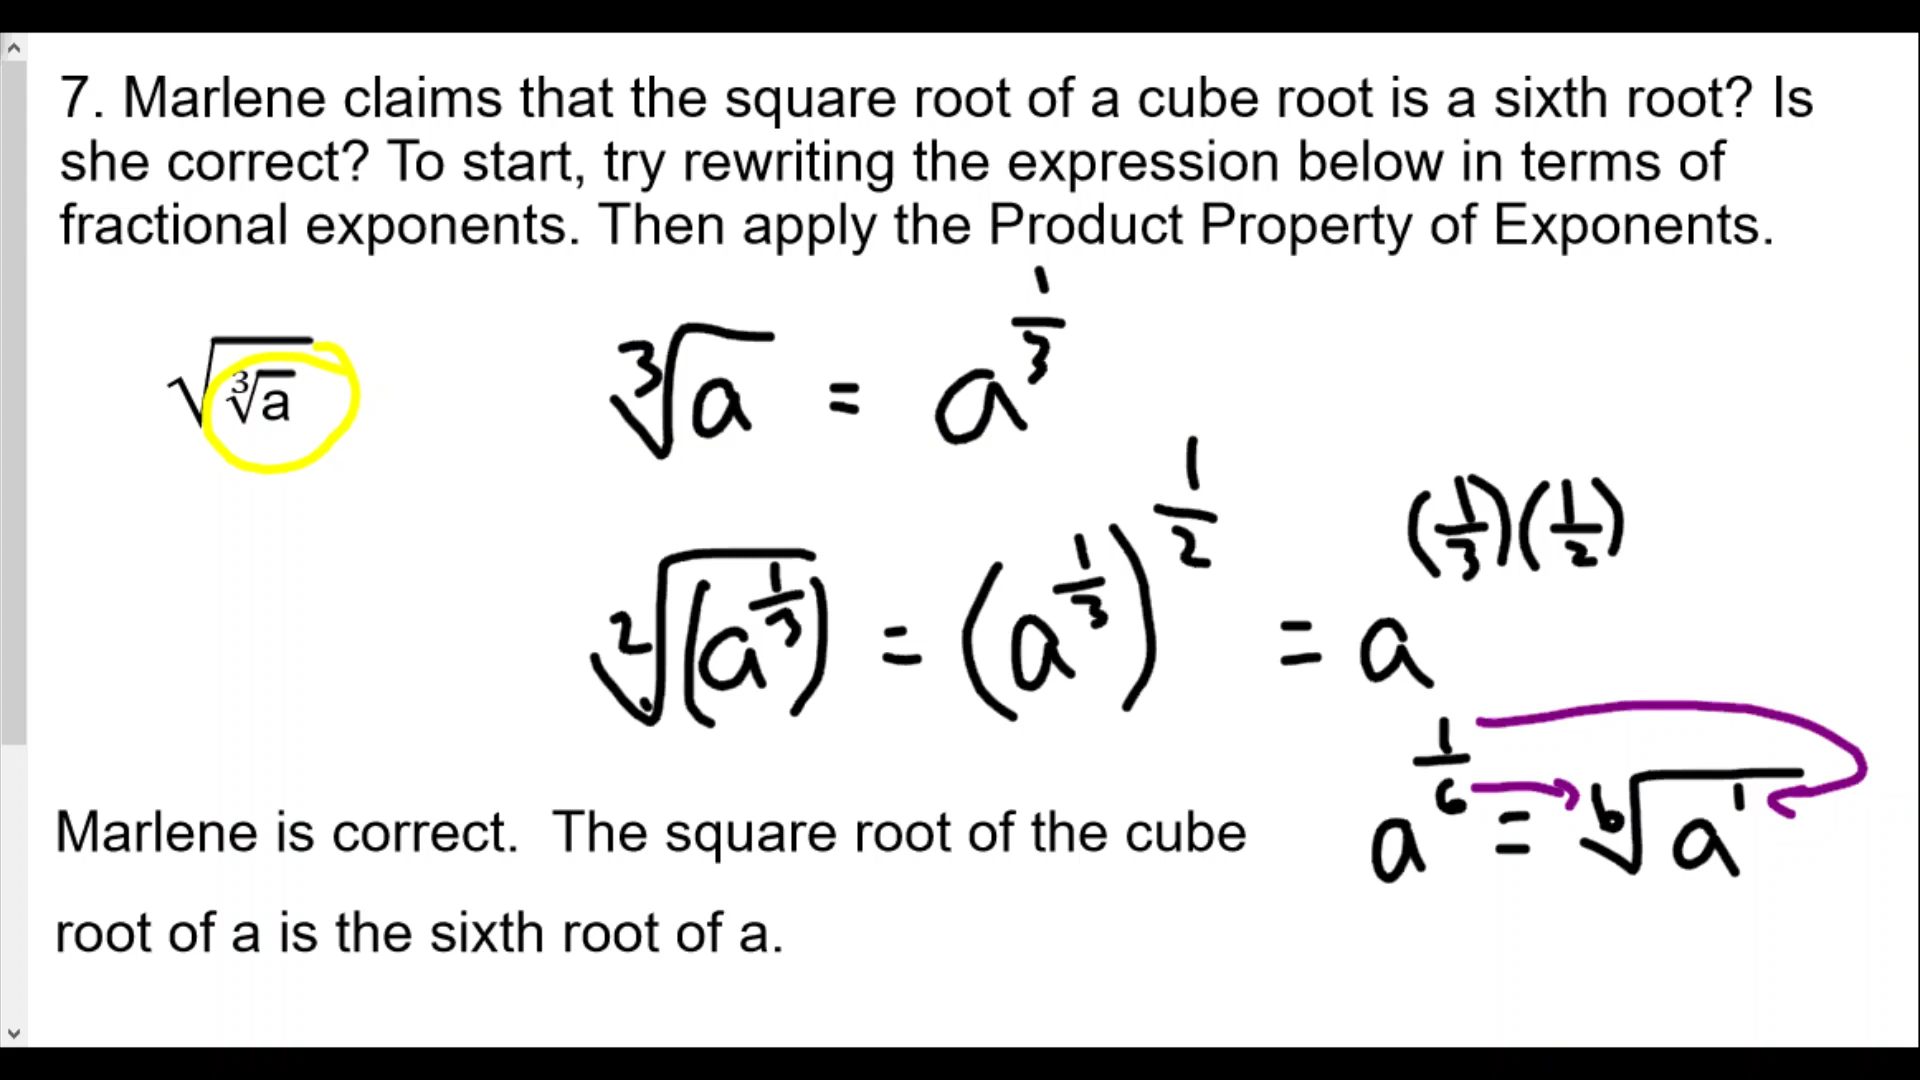 7. Marlene claims that the square root of a cube root is a sixth root? Is
she correct? To start, try rewriting the expression below in terms of
fractional exponents. Then apply the Product Property of Exponents.
√(∛a)
∛a = a^(1/3)
²√(a^(1/3)) = (a^(1/3))^(1/2) = a^((1/3)(1/2))
a^(1/6) = ⁶√(a^1)
Marlene is correct. The square root of the cube
root of a is the sixth root of a.